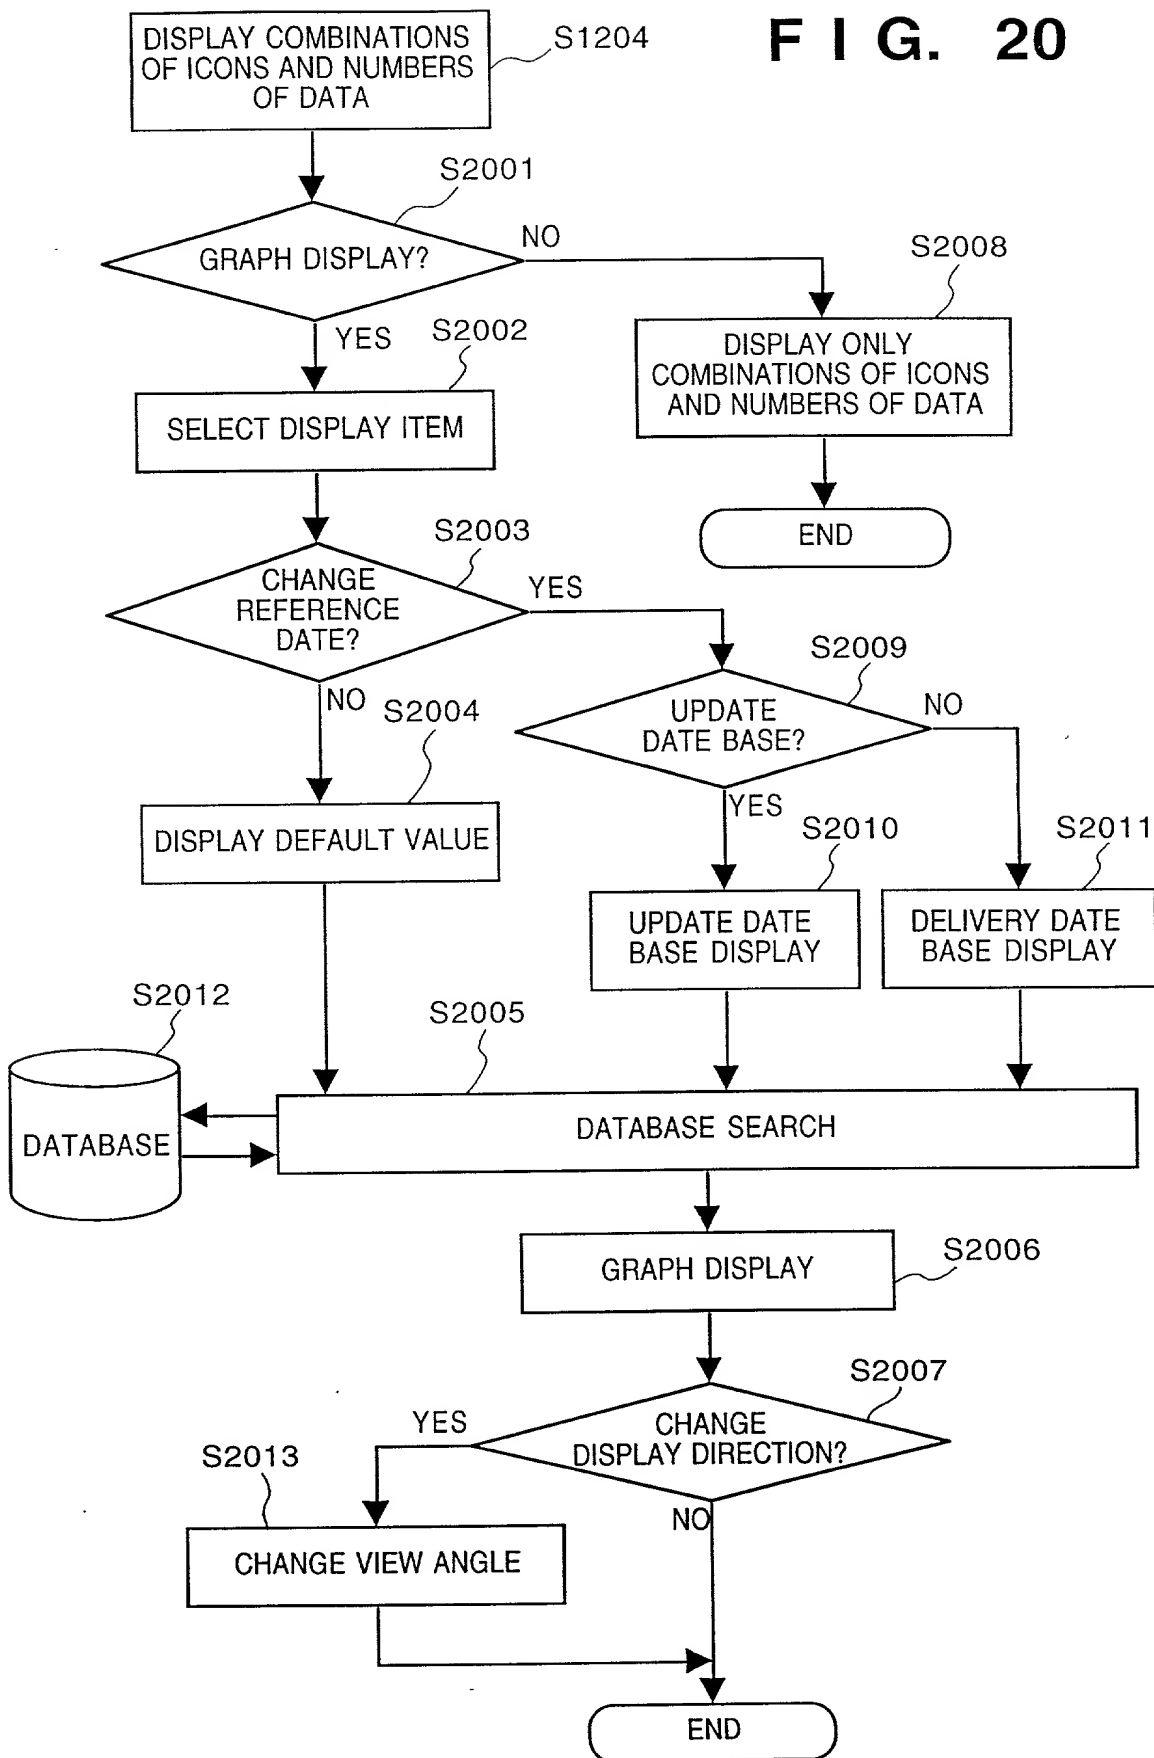 FIG. 20
DISPLAY COMBINATIONS
OF ICONS AND NUMBERS
OF DATA
S1204
S2001
GRAPH DISPLAY?
NO
YES
S2008
DISPLAY ONLY
COMBINATIONS OF ICONS
AND NUMBERS OF DATA
END
S2002
SELECT DISPLAY ITEM
S2003
CHANGE
REFERENCE
DATE?
YES
NO
S2009
UPDATE
DATE BASE?
NO
YES
S2004
DISPLAY DEFAULT VALUE
S2010
UPDATE DATE
BASE DISPLAY
S2011
DELIVERY DATE
BASE DISPLAY
S2012
DATABASE
S2005
DATABASE SEARCH
GRAPH DISPLAY
S2006
S2007
CHANGE
DISPLAY DIRECTION?
YES
NO
S2013
CHANGE VIEW ANGLE
END